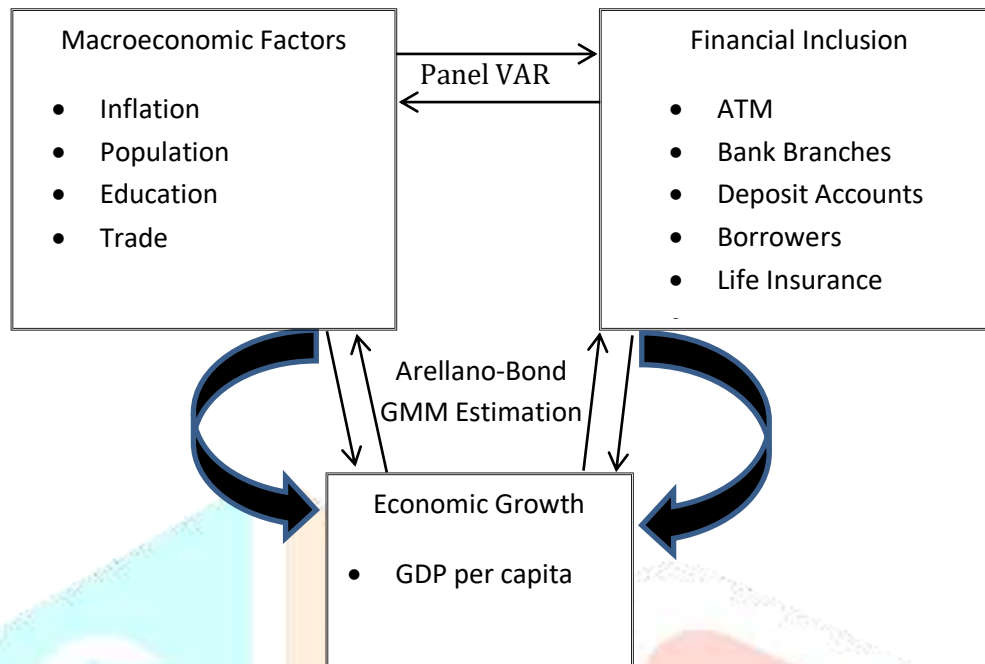 Macroeconomic Factors
• Inflation
• Population
• Education
• Trade
Panel VAR
Financial Inclusion
• ATM
• Bank Branches
• Deposit Accounts
• Borrowers
• Life Insurance
Arellano-Bond
GMM Estimation
Economic Growth
• GDP per capita